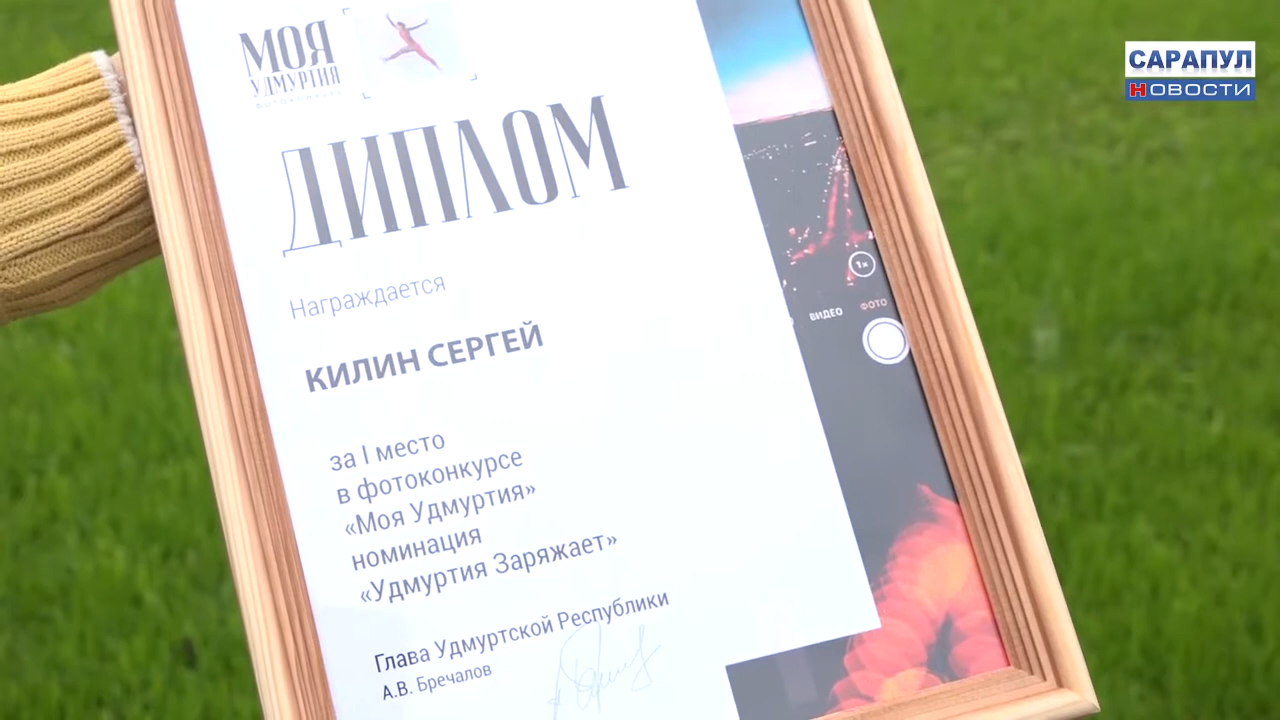 САРАПУЛ
НОВОСТИ
МОЯ
УДМУРТИЯ
ФОТОКОНКУРС
ДИПЛОМ
Награждается
КИЛИН СЕРГЕЙ
за I место
в фотоконкурсе
«Моя Удмуртия»
номинация
«Удмуртия Заряжает»
Глава Удмуртской Республики
А.В. Бречалов
1x
ВИДЕО ФОТО